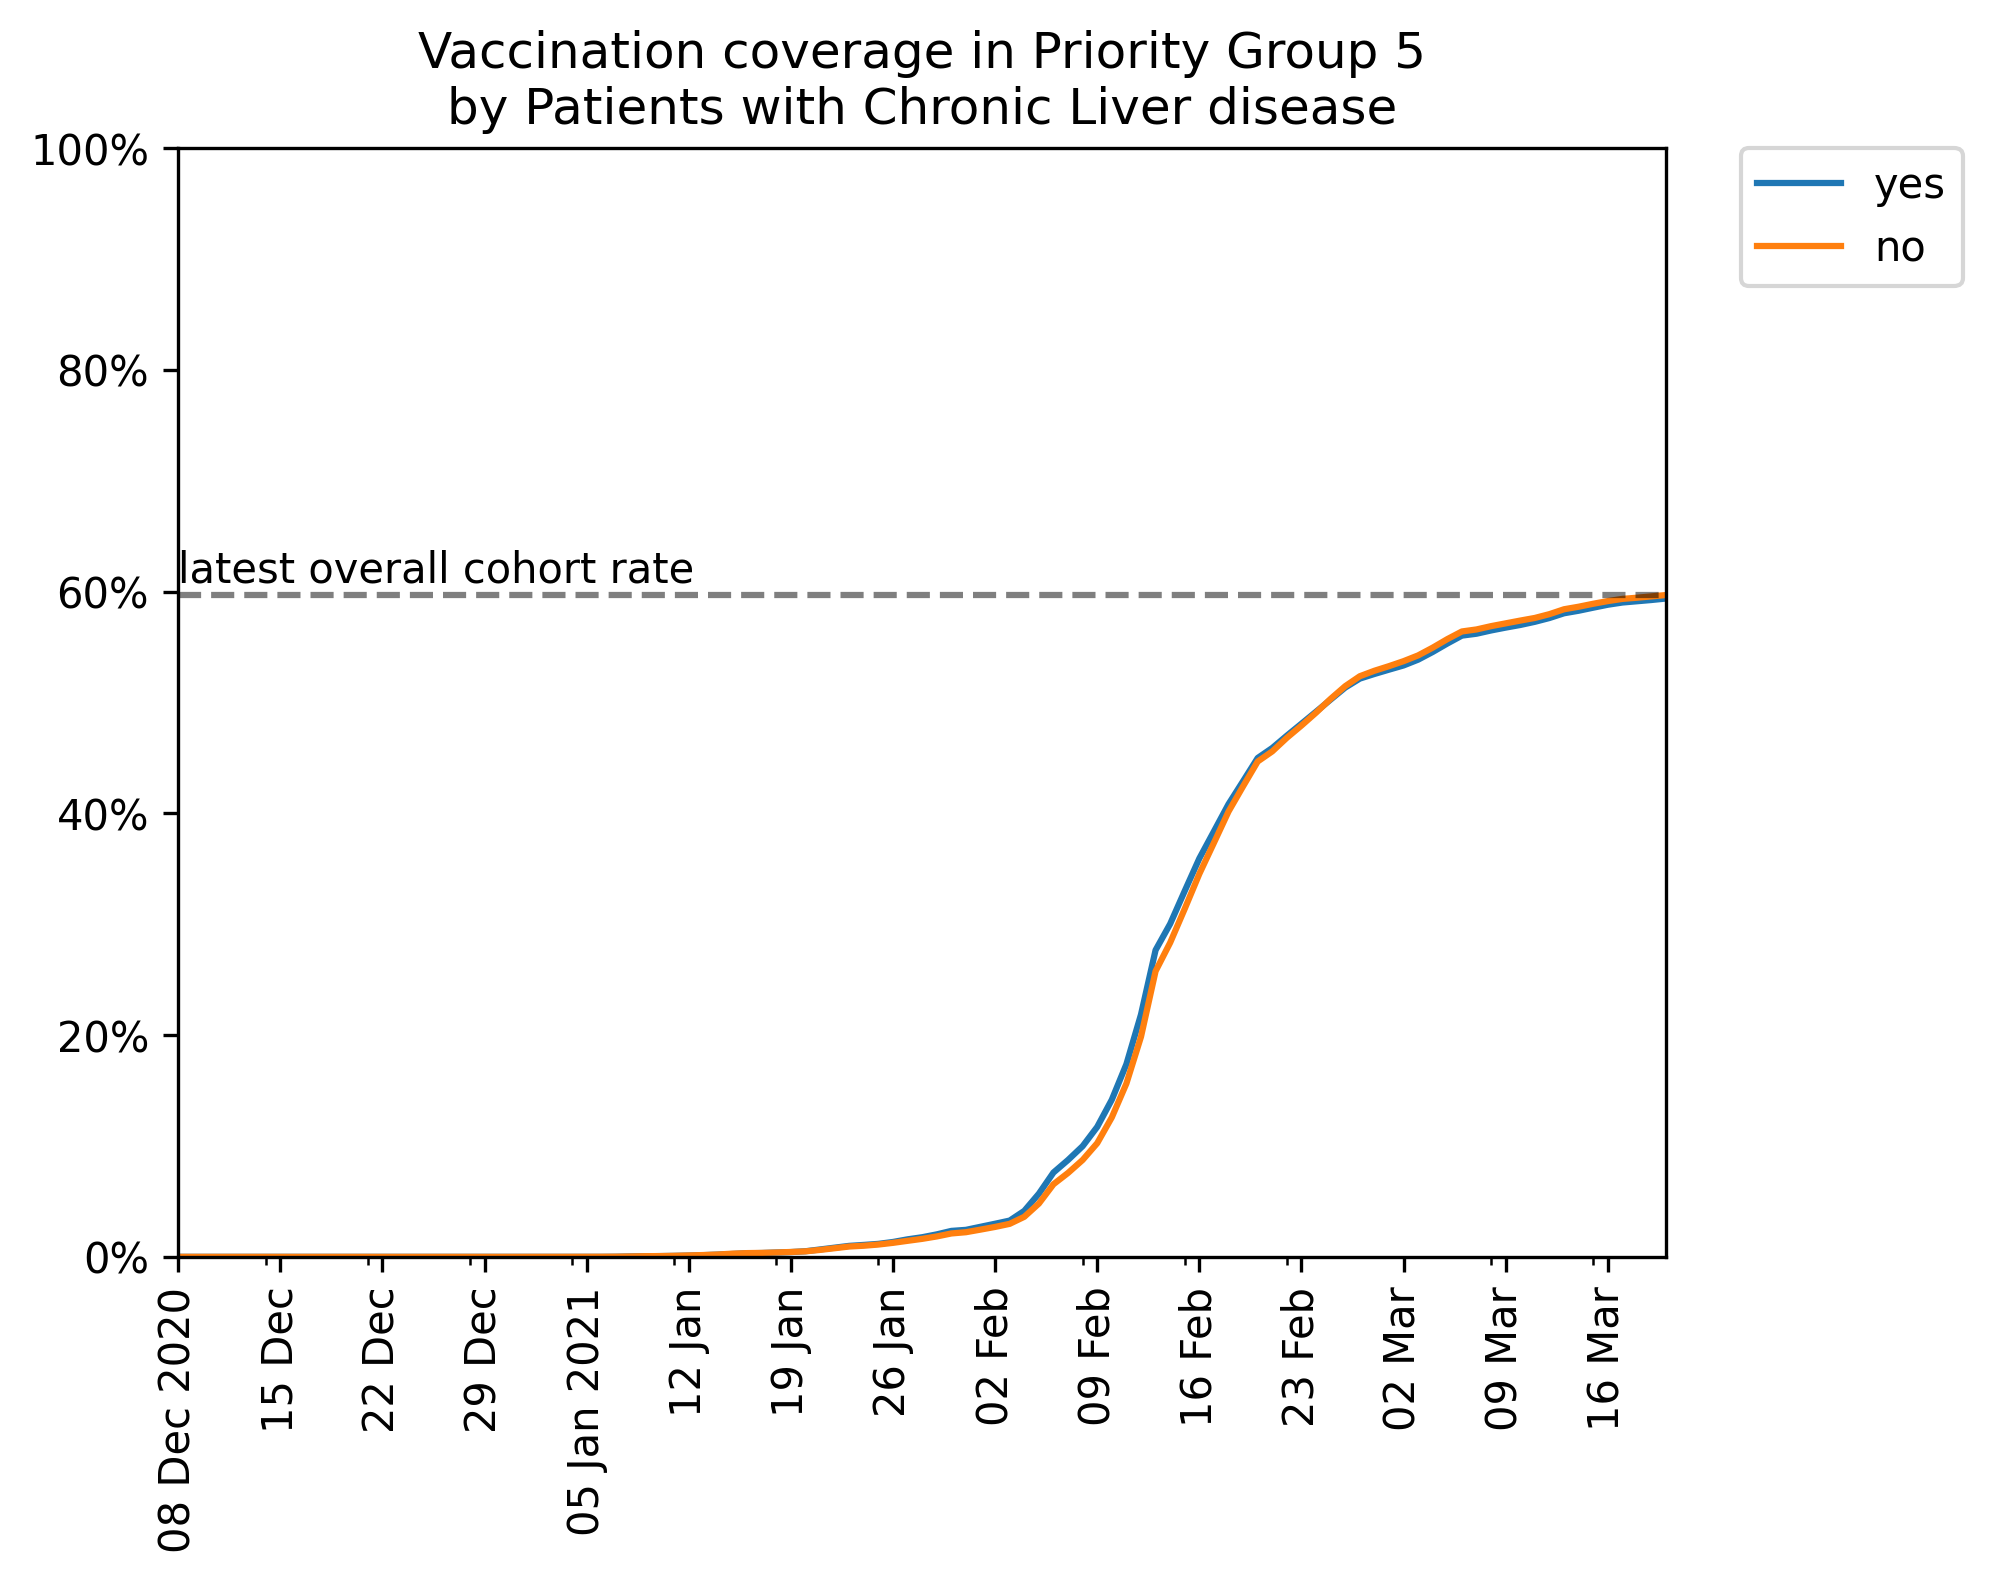 Vaccination coverage in Priority Group 5
by Patients with Chronic Liver disease
100%
80%
60%
40%
20%
0%
latest overall cohort rate
yes
no
08 Dec 2020
15 Dec
22 Dec
29 Dec
05 Jan 2021
12 Jan
19 Jan
26 Jan
02 Feb
09 Feb
16 Feb
23 Feb
02 Mar
09 Mar
16 Mar